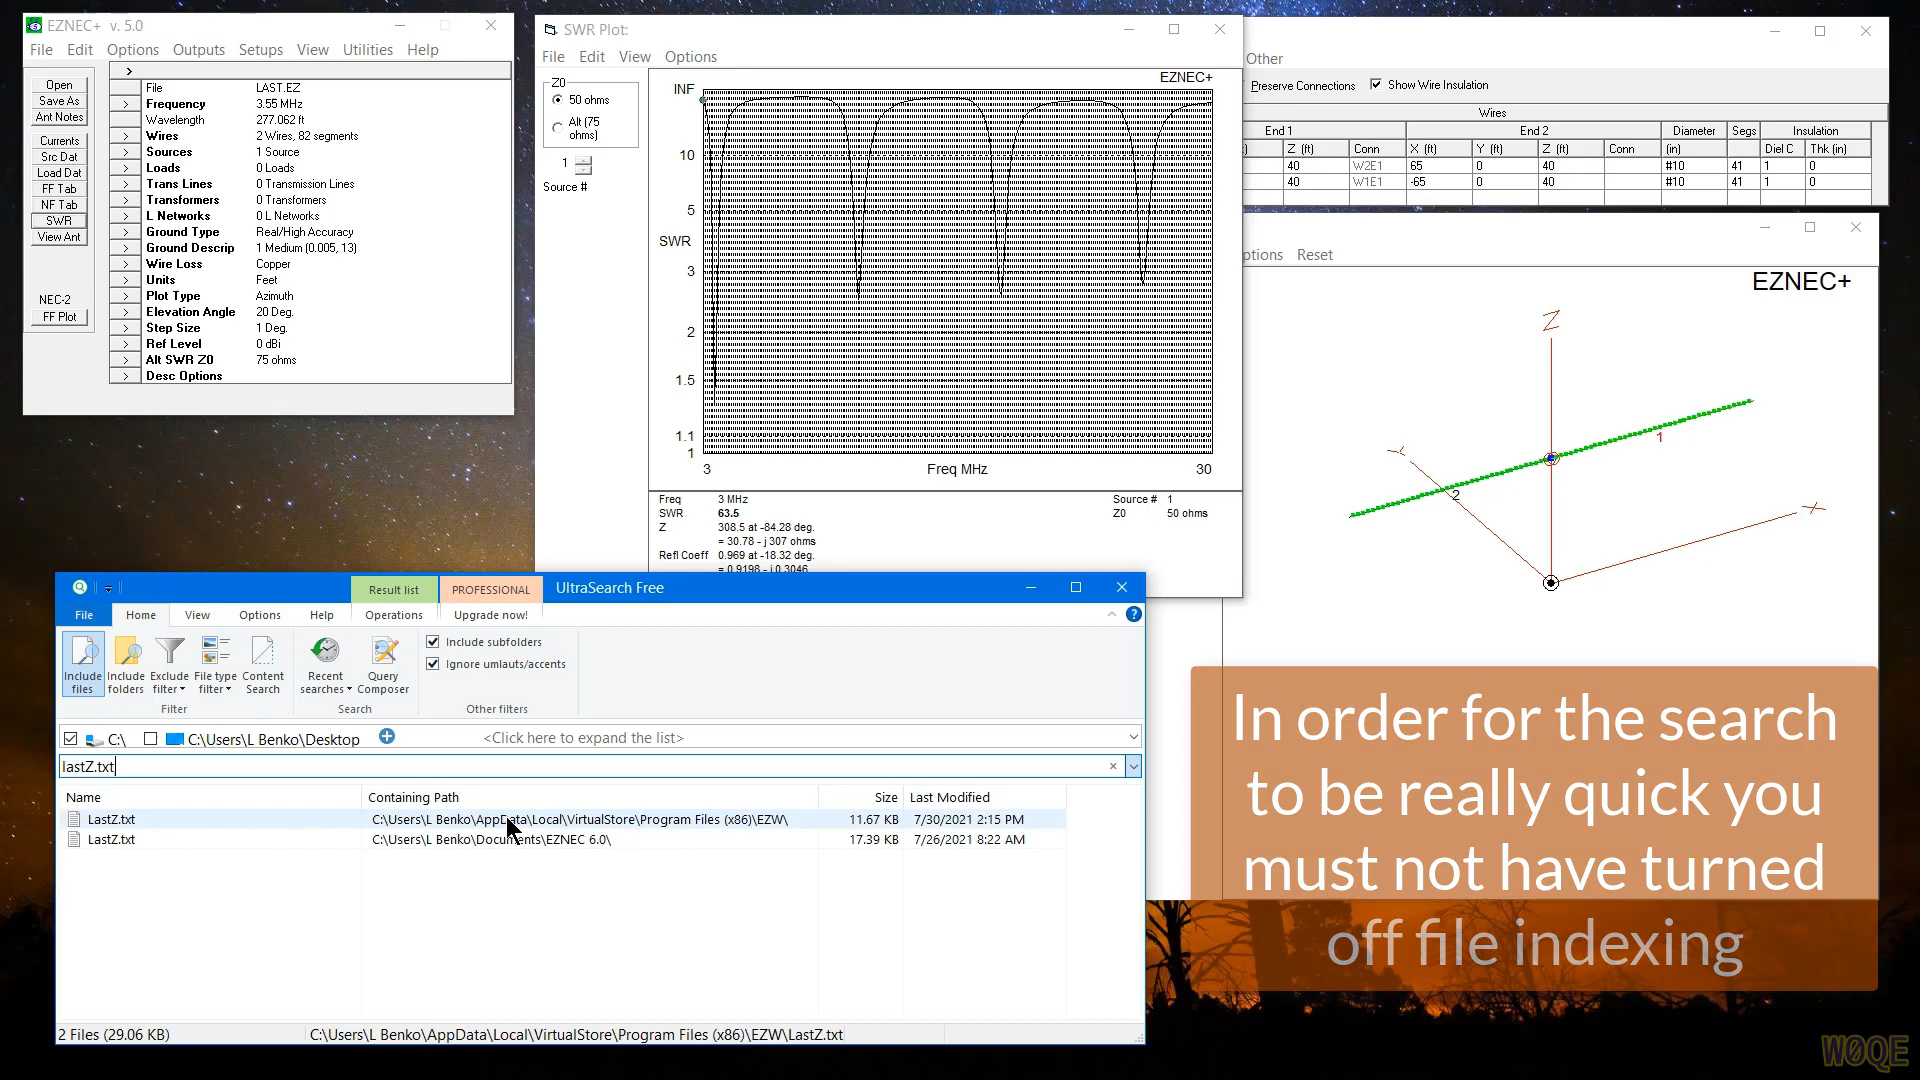 EZNEC+ v. 5.0
File Edit Options Outputs Setups View Utilities Help
Open
Save As
Ant Notes
Currents
Src Dat
Load Dat
FF Tab
NF Tab
SWR
View Ant
NEC-2
FF Plot
>
File LAST.EZ
> Frequency 3.55 MHz
Wavelength 277.062 ft
> Wires 2 Wires, 82 segments
> Sources 1 Source
> Loads 0 Loads
> Trans Lines 0 Transmission Lines
> Transformers 0 Transformers
> L Networks 0 L Networks
> Ground Type Real/High Accuracy
> Ground Descrip 1 Medium (0.005, 13)
> Wire Loss Copper
> Units Feet
> Plot Type Azimuth
> Elevation Angle 20 Deg.
> Step Size 1 Deg.
> Ref Level 0 dBi
> Alt SWR Z0 75 ohms
> Desc Options
SWR Plot:
File Edit View Options
Z0
50 ohms
Alt (75
ohms)
1
Source #
EZNEC+
INF
10
5
SWR
3
2
1.5
1.1
1
3 Freq MHz 30
Freq 3 MHz Source # 1
SWR 63.5 Z0 50 ohms
Z 308.5 at -84.28 deg.
= 30.78 - j 307 ohms
Refl Coeff 0.969 at -18.32 deg.
= 0.9198 - j 0.3046
Other
Preserve Connections Show Wire Insulation
Wires
End 1 End 2 Diameter Segs Insulation
Z (ft) Conn X (ft) Y (ft) Z (ft) Conn (in) Diel C Thk (in)
40 W2E1 65 0 40 #10 41 1 0
40 W1E1 -65 0 40 #10 41 1 0
ptions Reset
EZNEC+
Z
1
Y
2
X
Result list PROFESSIONAL UltraSearch Free
File Home View Options Help Operations Upgrade now!
Include
files
Include
folders
Exclude
filter
File type
filter
Content
Search
Recent
searches
Query
Composer
Include subfolders
Ignore umlauts/accents
Filter Search Other filters
C:\ C:\Users\L Benko\Desktop <Click here to expand the list>
lastZ.txt
Name Containing Path Size Last Modified
LastZ.txt C:\Users\L Benko\AppData\Local\VirtualStore\Program Files (x86)\EZW\ 11.67 KB 7/30/2021 2:15 PM
LastZ.txt C:\Users\L Benko\Documents\EZNEC 6.0\ 17.39 KB 7/26/2021 8:22 AM
2 Files (29.06 KB) C:\Users\L Benko\AppData\Local\VirtualStore\Program Files (x86)\EZW\LastZ.txt
In order for the search
to be really quick you
must not have turned
off file indexing
W0QE